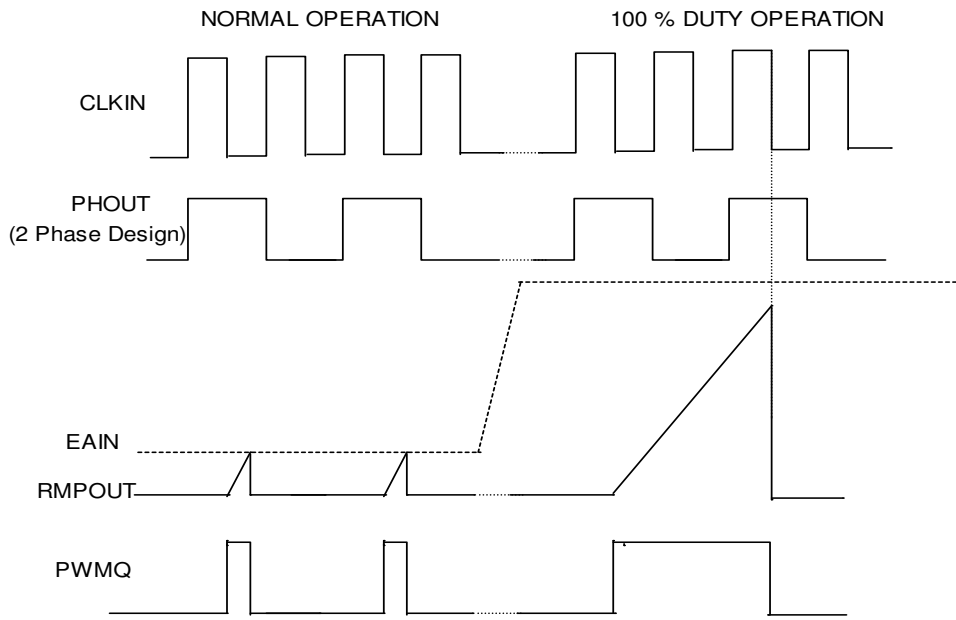 NORMAL OPERATION
100 % DUTY OPERATION
CLKIN
PHOUT
(2 Phase Design)
EAIN
RMPOUT
PWMQ